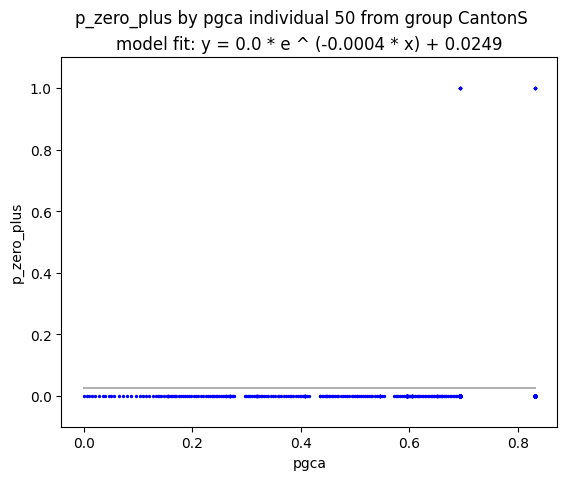 p_zero_plus by pgca individual 50 from group CantonS
model fit: y = 0.0 * e ^ (-0.0004 * x) + 0.0249
1.0
0.8
0.6
0.4
0.2
0.0
p_zero_plus
0.0 0.2 0.4 0.6 0.8
pgca